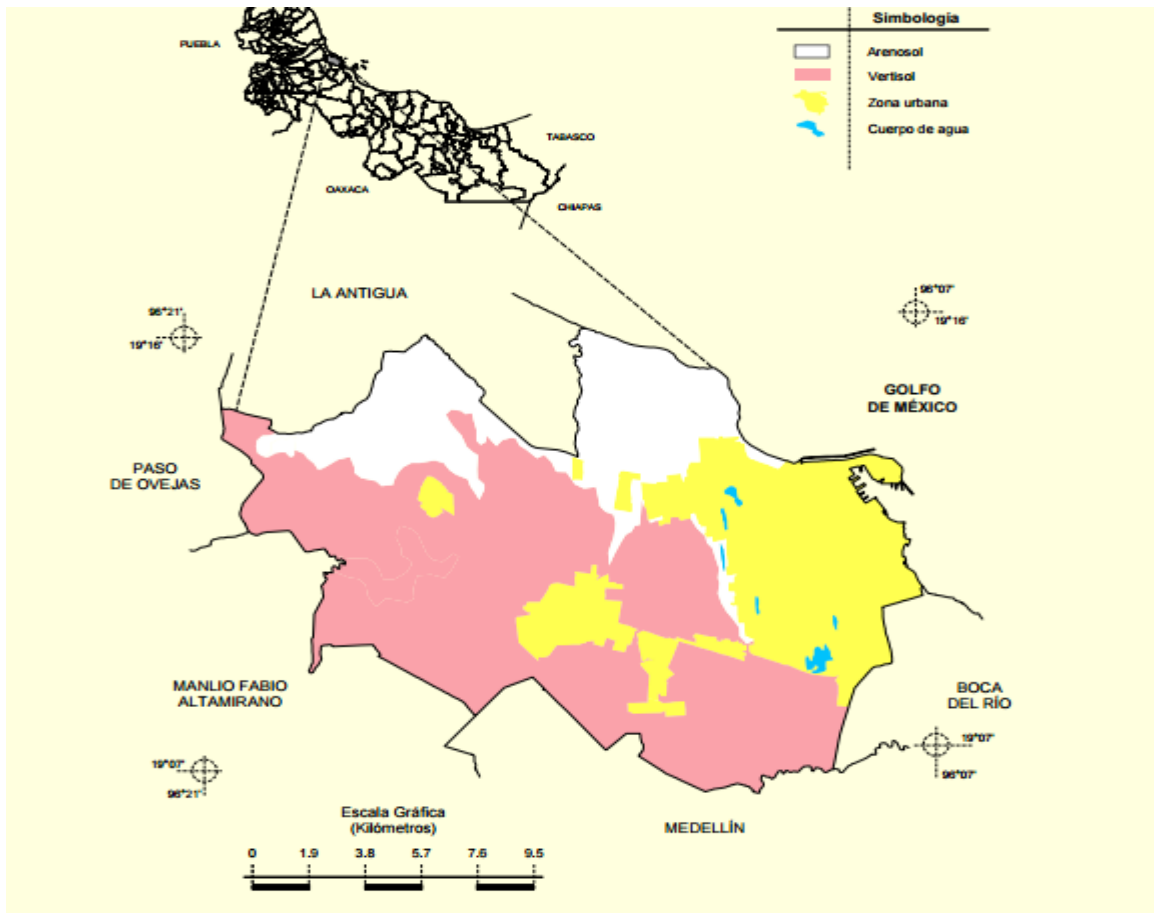 Simbología
Arenosol
Vertisol
Zona urbana
Cuerpo de agua
PUEBLA
TABASCO
OAXACA
CHIAPAS
LA ANTIGUA
96°21'
19°16'
96°07'
19°16'
GOLFO
DE MÉXICO
PASO
DE OVEJAS
MANLIO FABIO
ALTAMIRANO
BOCA
DEL RÍO
19°07'
96°21'
19°07'
96°07'
Escala Gráfica
(Kilómetros)
MEDELLÍN
0 1.9 3.8 5.7 7.6 9.5